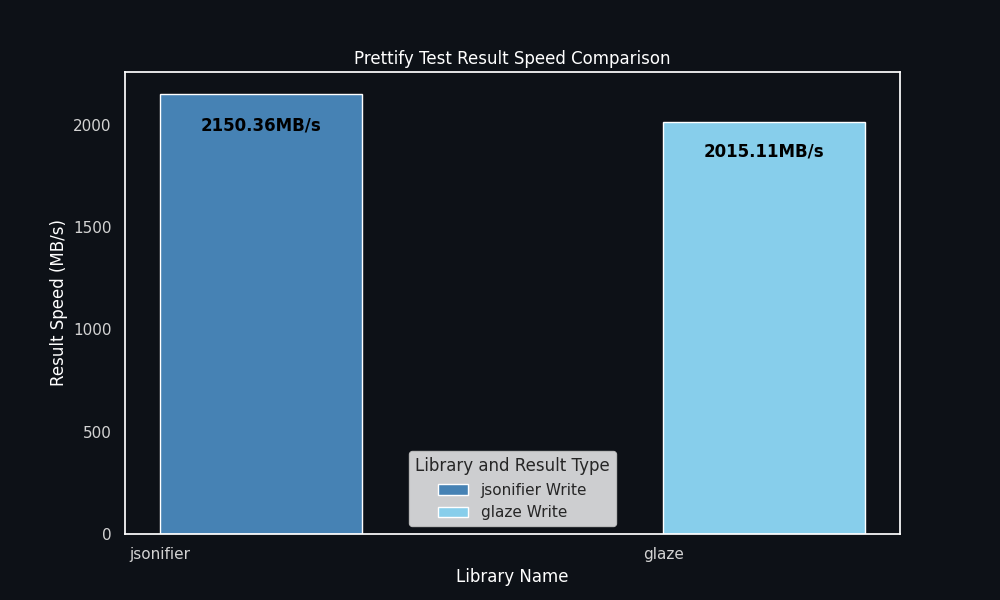 Prettify Test Result Speed Comparison
2150.36MB/s
2015.11MB/s
Result Speed (MB/s)
2000
1500
1000
500
0
Library and Result Type
jsonifier Write
glaze Write
jsonifier
glaze
Library Name